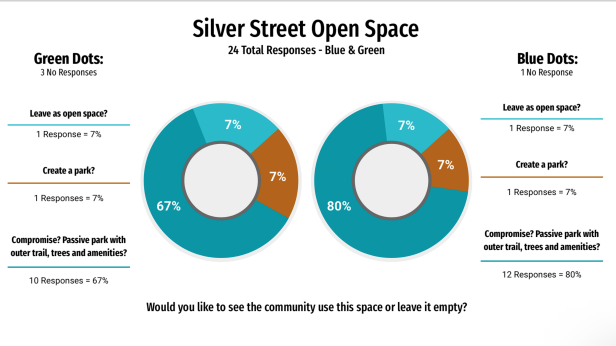 Silver Street Open Space
24 Total Responses - Blue & Green
Green Dots:
3 No Responses
Leave as open space?
1 Response = 7%
Create a park?
1 Response = 7%
Compromise? Passive park with
outer trail, trees and amenities?
10 Responses = 67%
7%
7%
67%
7%
7%
80%
Blue Dots:
1 No Response
Leave as open space?
1 Response = 7%
Create a park?
1 Response = 7%
Compromise? Passive park with
outer trail, trees and amenities?
12 Responses = 80%
Would you like to see the community use this space or leave it empty?